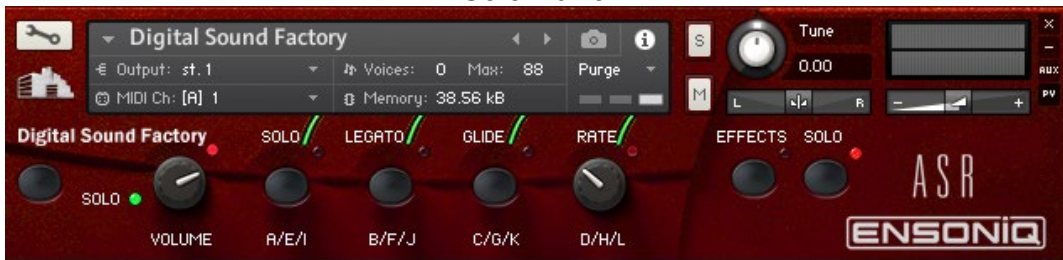 Digital Sound Factory
Output: st. 1
Voices: 0 Max: 88
Purge
MIDI Ch: [A] 1
Memory: 38.56 kB
S
M
Tune
0.00
L R
- +
×
-
AUX
PV
Digital Sound Factory
SOLO
LEGATO
GLIDE
RATE
EFFECTS
SOLO
SOLO
VOLUME
A/E/I
B/F/J
C/G/K
D/H/L
ASR
ENSONIQ